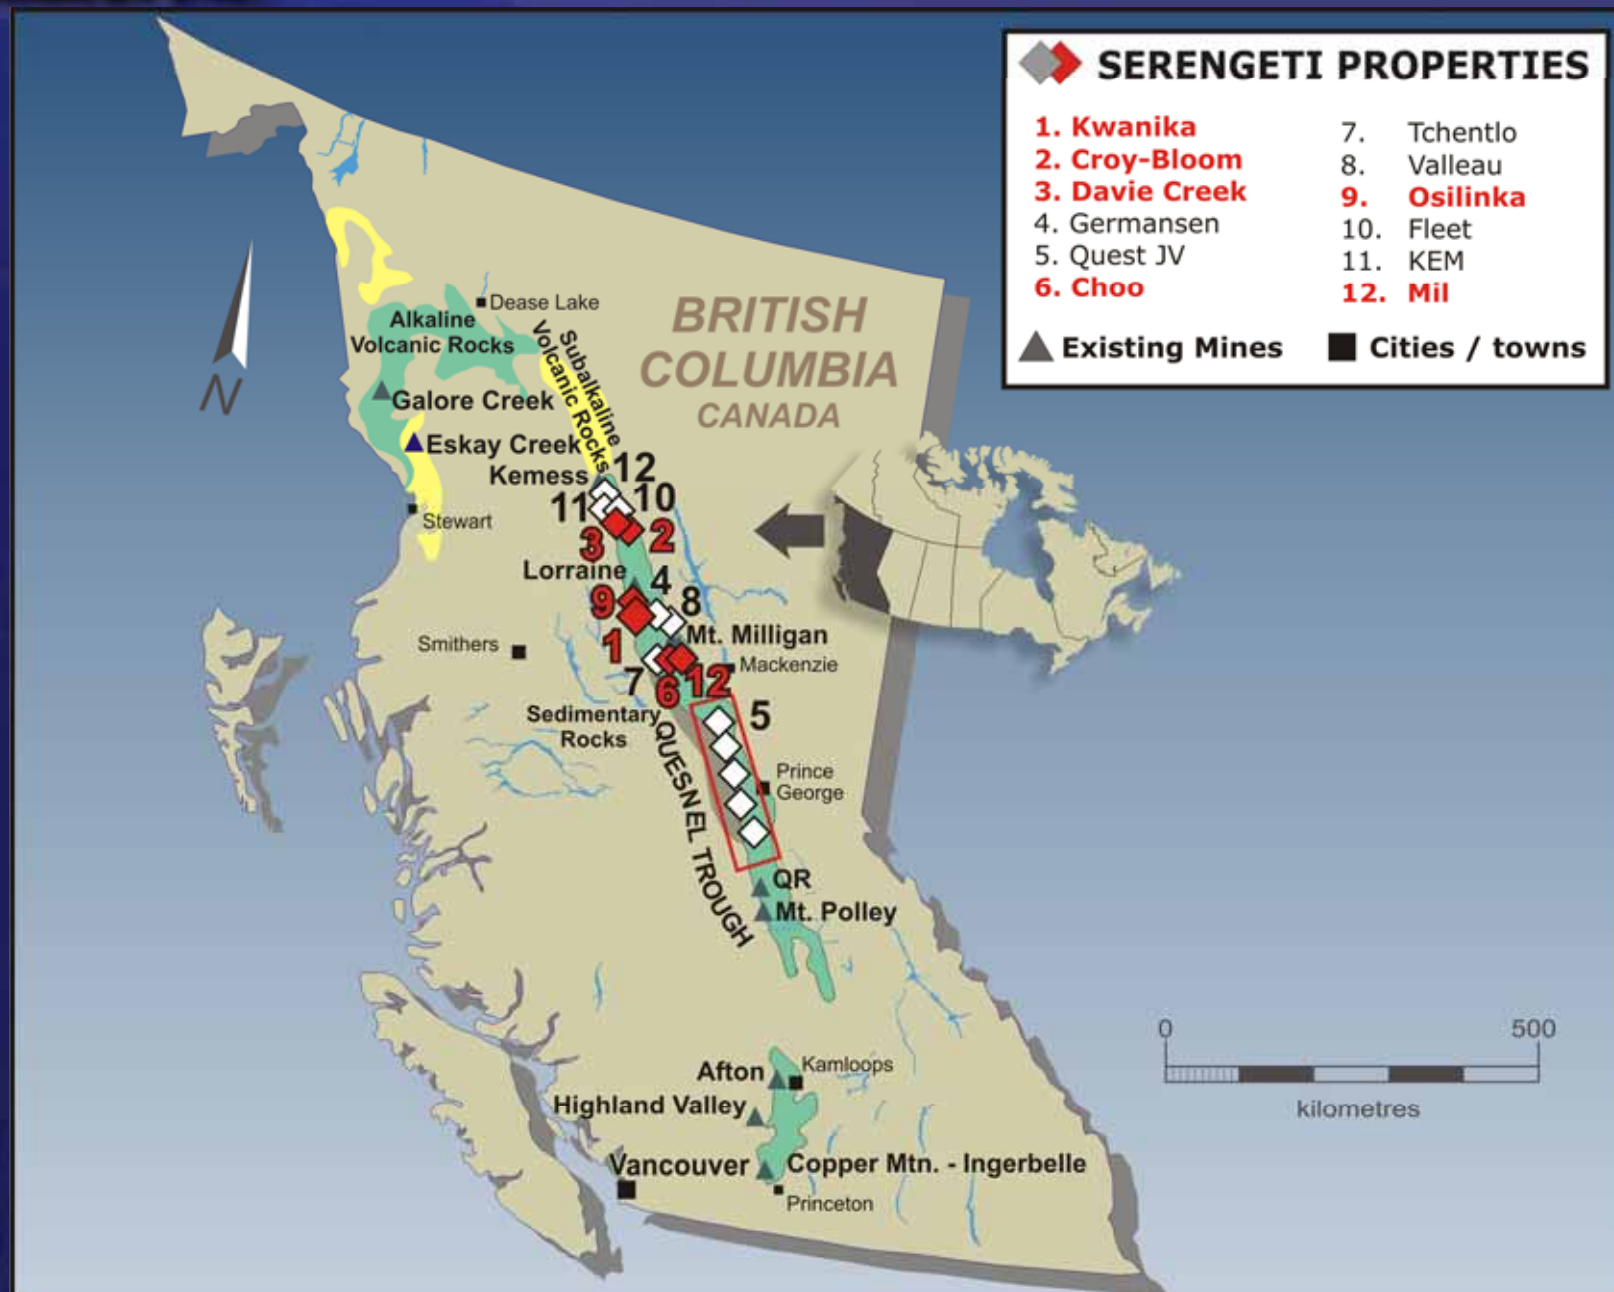 SERENGETI PROPERTIES
1. Kwanika
2. Croy-Bloom
3. Davie Creek
4. Germansen
5. Quest JV
6. Choo
7. Tchentlo
8. Valleau
9. Osilinka
10. Fleet
11. KEM
12. Mil
Existing Mines
Cities / towns
BRITISH
COLUMBIA
CANADA
N
Dease Lake
Alkaline
Volcanic Rocks
Subalkaline
Volcanic Rocks
Galore Creek
Eskay Creek
Kemess
12
11
10
Stewart
3
2
Lorraine
4
9
8
Mt. Milligan
Smithers
1
Mackenzie
7
6
12
Sedimentary
Rocks
5
QUESNEL TROUGH
Prince
George
QR
Mt. Polley
0
500
kilometres
Afton
Kamloops
Highland Valley
Vancouver
Copper Mtn. - Ingerbelle
Princeton